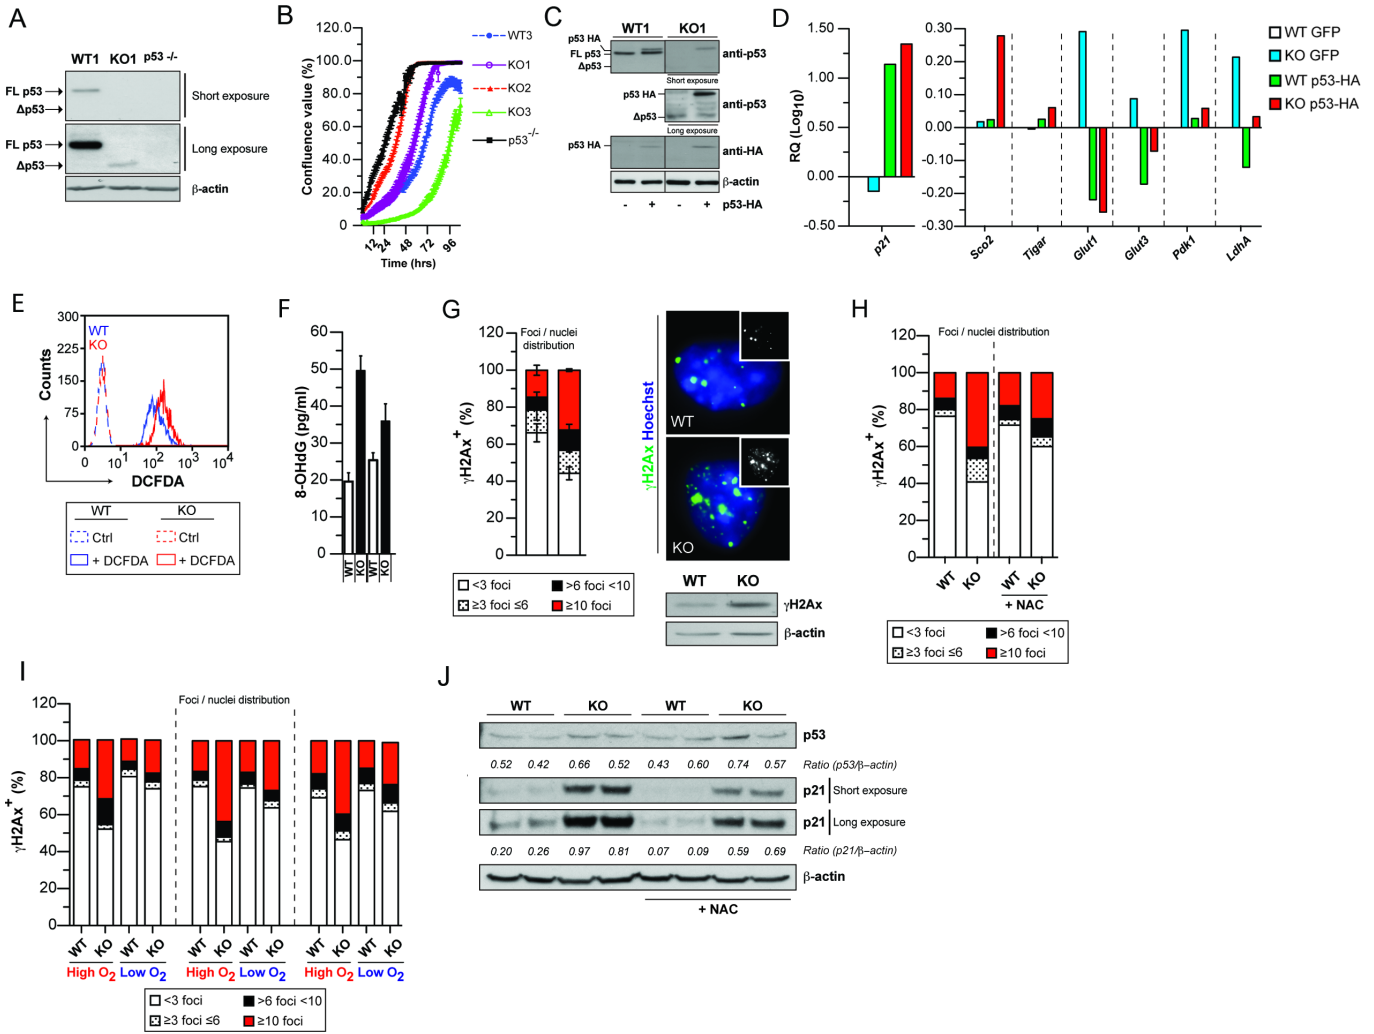 A
WT1 KO1 p53 -/-
FL p53
Δp53
Short exposure
FL p53
Δp53
Long exposure
β-actin
B
120.0
100.0
80.0
60.0
40.0
20.0
0
Confluence value (%)
12 24 48 72 96
Time (hrs)
WT3
KO1
KO2
KO3
p53-/-
C
WT1 KO1
p53 HA
FL p53
Δp53
anti-p53
Short exposure
p53 HA
Δp53
anti-p53
Long exposure
p53 HA
anti-HA
β-actin
- + - + p53-HA
D
RQ (Log10)
1.50
1.00
0.50
0.00
-0.50
p21
0.30
0.20
0.10
0.00
-0.10
-0.20
-0.30
Sco2 Tigar Glut1 Glut3 Pdk1 LdhA
WT GFP
KO GFP
WT p53-HA
KO p53-HA
E
300
225
150
75
0
Counts
WT
KO
0 10^1 10^2 10^3 10^4
DCFDA
WT KO
Ctrl Ctrl
+ DCFDA + DCFDA
F
60
50
40
30
20
10
0
8-OHdG (pg/ml)
WT KO WT KO
G
Foci / nuclei
distribution
120
100
80
60
40
20
0
γH2Ax+ (%)
<3 foci >6 foci <10
≥3 foci ≤6 ≥10 foci
γH2Ax Hoechst
WT
KO
WT KO
γH2Ax
β-actin
H
Foci / nuclei distribution
120
100
80
60
40
20
0
γH2Ax+ (%)
WT KO WT KO
+ NAC
<3 foci >6 foci <10
≥3 foci ≤6 ≥10 foci
I
Foci / nuclei distribution
120
100
80
60
40
20
0
γH2Ax+ (%)
WT KO WT KO WT KO WT KO WT KO WT KO
High O2 Low O2 High O2 Low O2 High O2 Low O2
<3 foci >6 foci <10
≥3 foci ≤6 ≥10 foci
J
WT KO WT KO
p53
0.52 0.42 0.66 0.52 0.43 0.60 0.74 0.57 Ratio (p53/β–actin)
p21 Short exposure
p21 Long exposure
0.20 0.26 0.97 0.81 0.07 0.09 0.59 0.69 Ratio (p21/β–actin)
β-actin
+ NAC